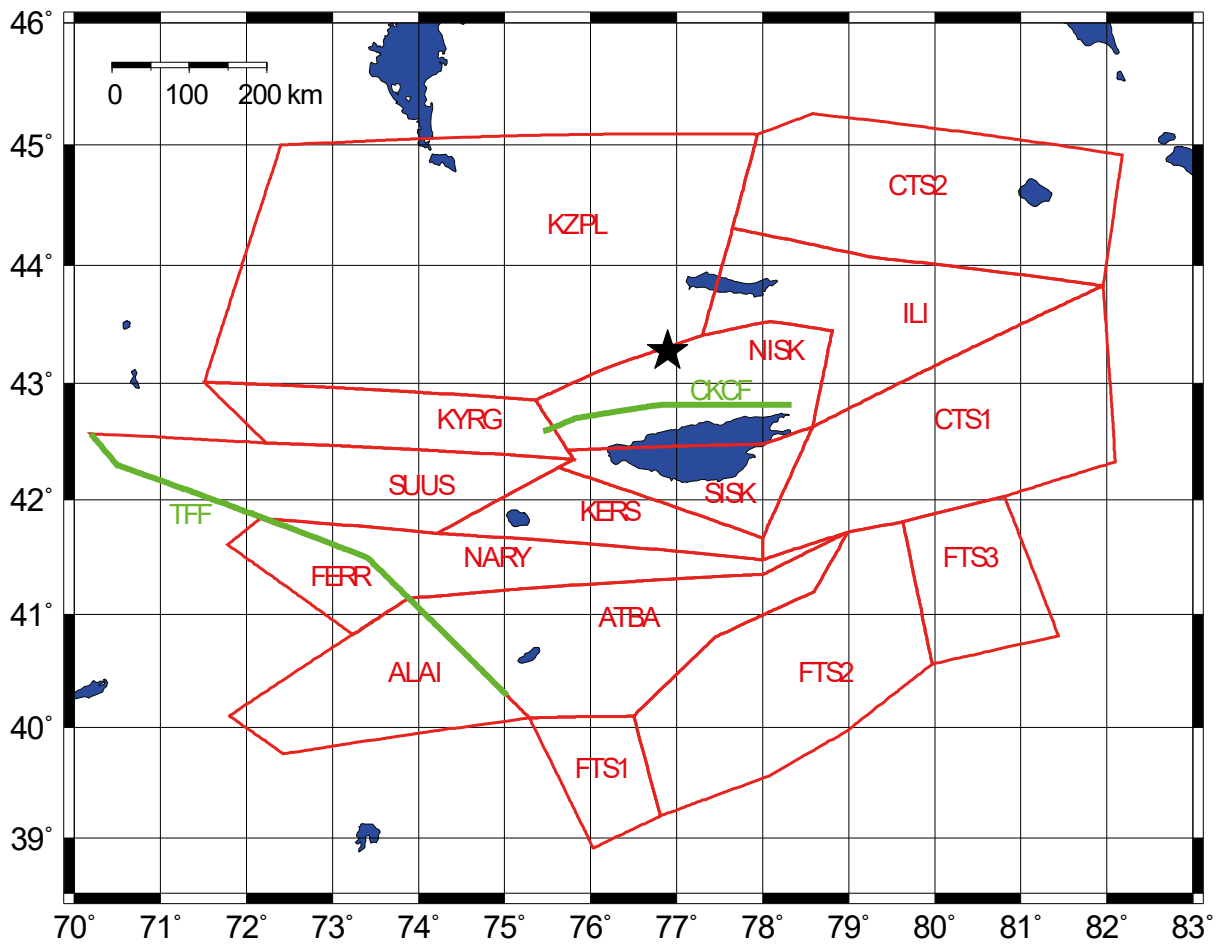 46°
0 100 200 km
45°
CTS2
KZPL
44°
ILI
NISK
43°
CKCF
KYRG
CTS1
SUUS
SISK
42°
KERS
TFF
NARY
FTS3
FERR
41°
ATBA
ALAI
FTS2
40°
FTS1
39°
70° 71° 72° 73° 74° 75° 76° 77° 78° 79° 80° 81° 82° 83°